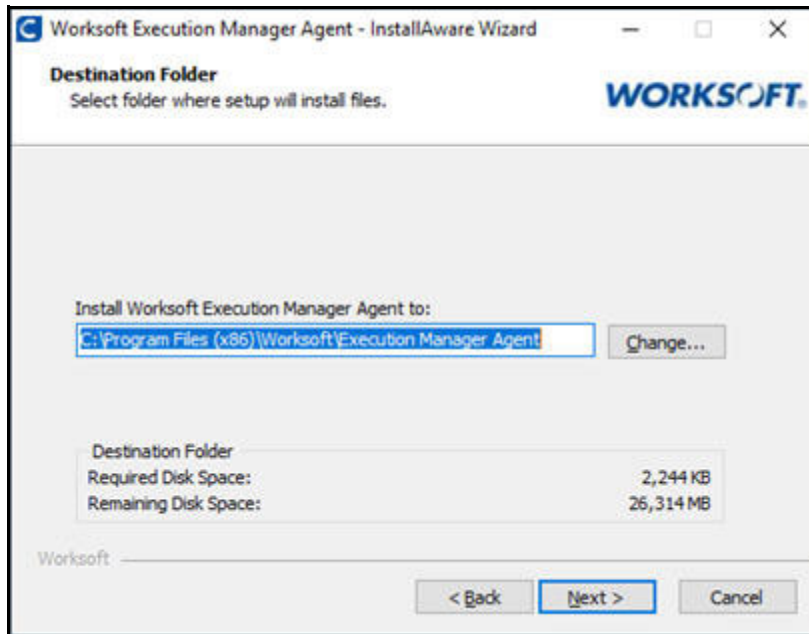 Worksoft Execution Manager Agent - InstallAware Wizard
Destination Folder
Select folder where setup will install files.
WORKSOFT®
Install Worksoft Execution Manager Agent to:
C:\Program Files (x86)\Worksoft\Execution Manager Agent
Change...
Destination Folder
Required Disk Space: 2,244 KB
Remaining Disk Space: 26,314 MB
Worksoft
< Back Next > Cancel